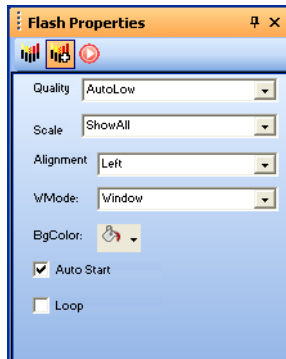 Flash Properties
Quality AutoLow
Scale ShowAll
Alignment Left
WMode: Window
BgColor:
Auto Start
Loop